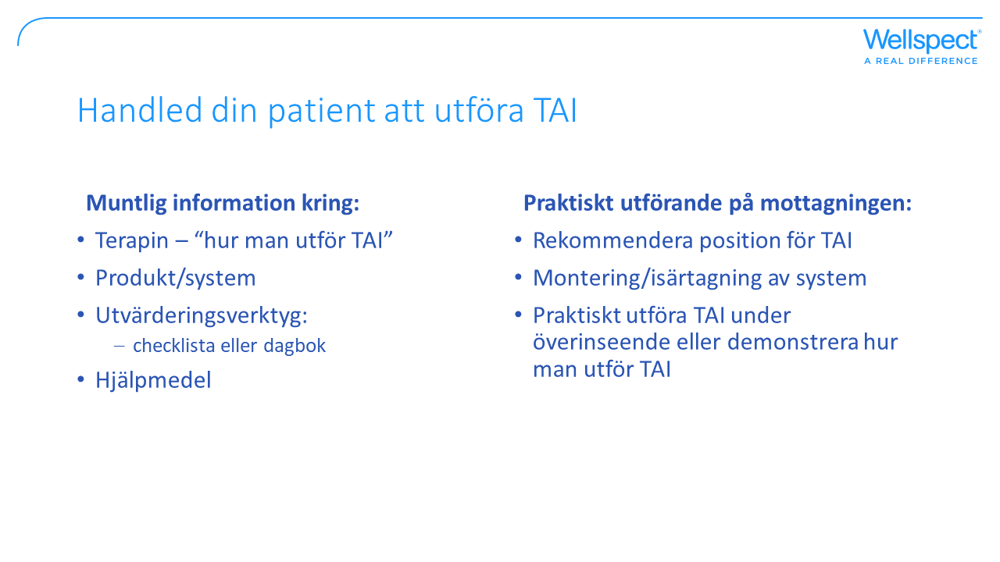 Wellspect®
A REAL DIFFERENCE
Handled din patient att utföra TAI
Muntlig information kring:
• Terapin – “hur man utför TAI”
• Produkt/system
• Utvärderingsverktyg:
– checklista eller dagbok
• Hjälpmedel
Praktiskt utförande på mottagningen:
• Rekommendera position för TAI
• Montering/isärtagning av system
• Praktiskt utföra TAI under
överinseende eller demonstrera hur
man utför TAI